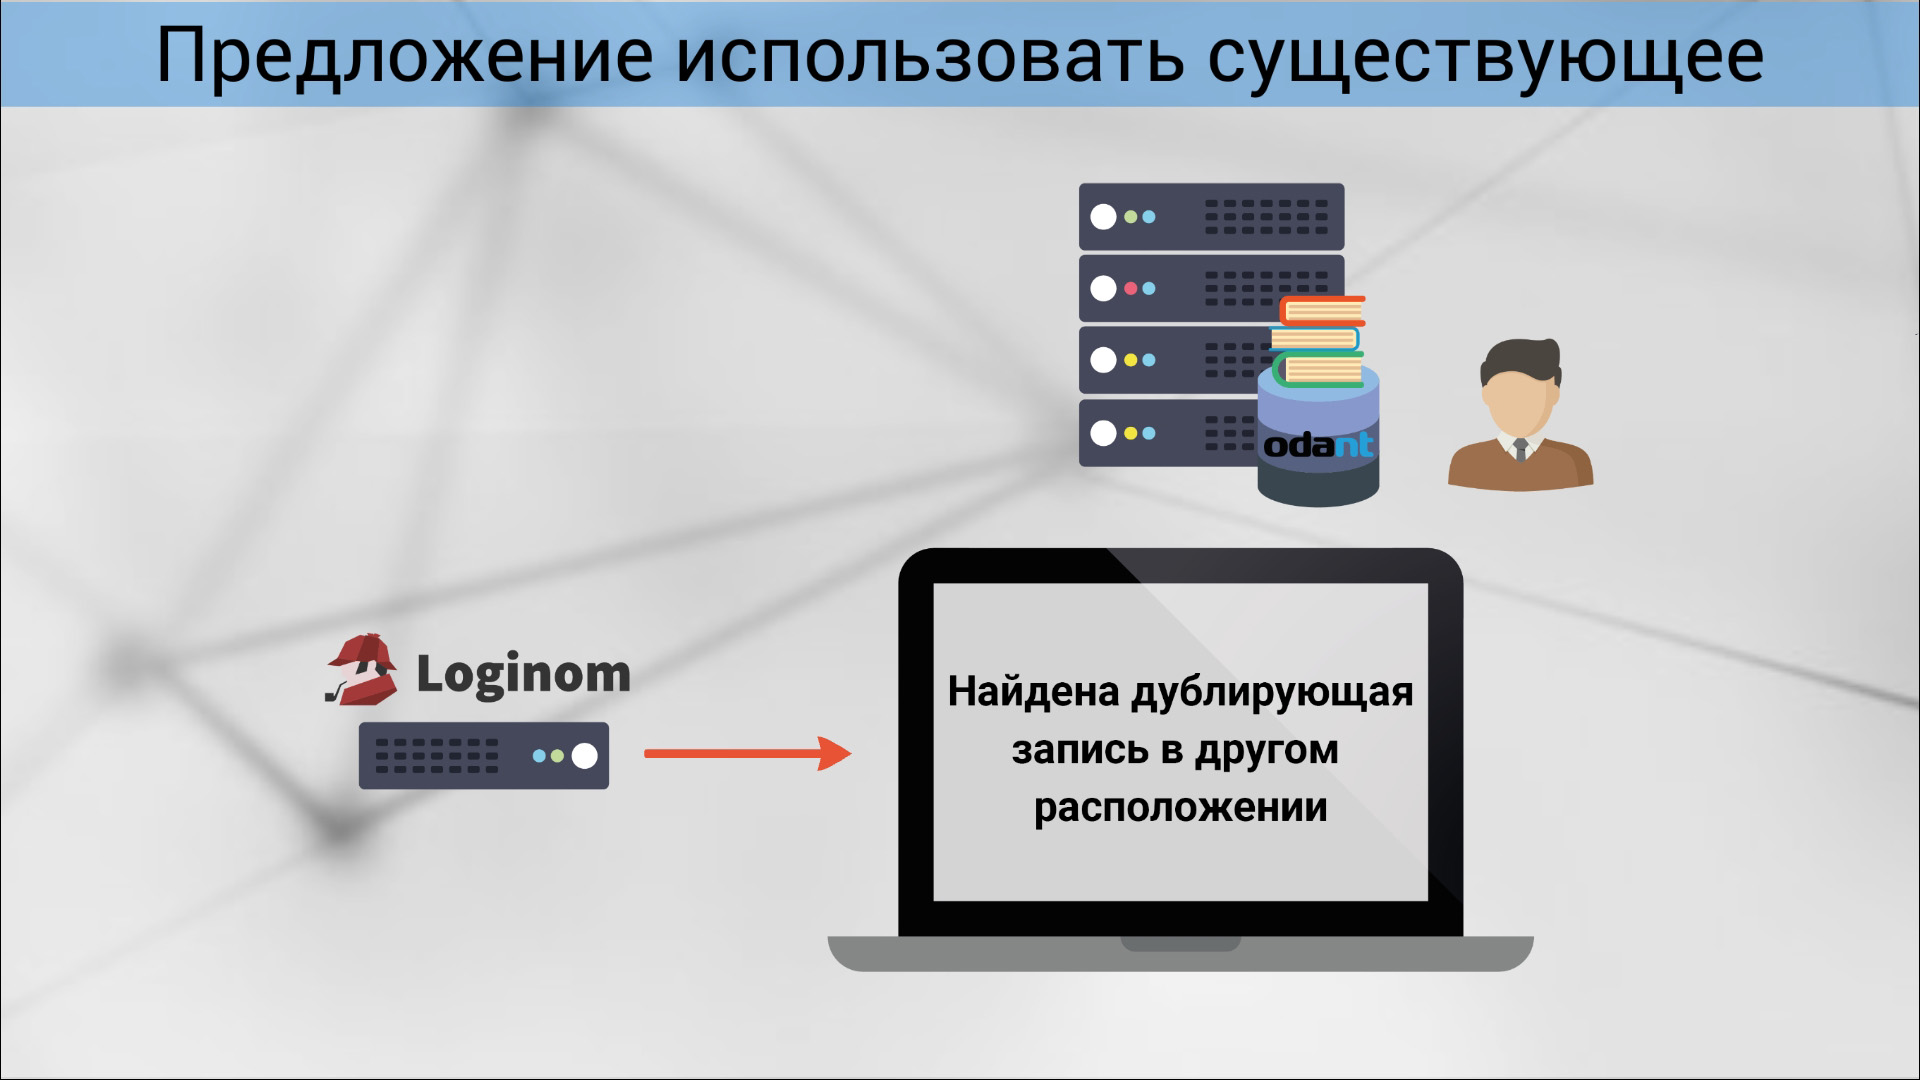 Предложение использовать существующее
odant
Loginom
Найдена дублирующая
запись в другом
расположении